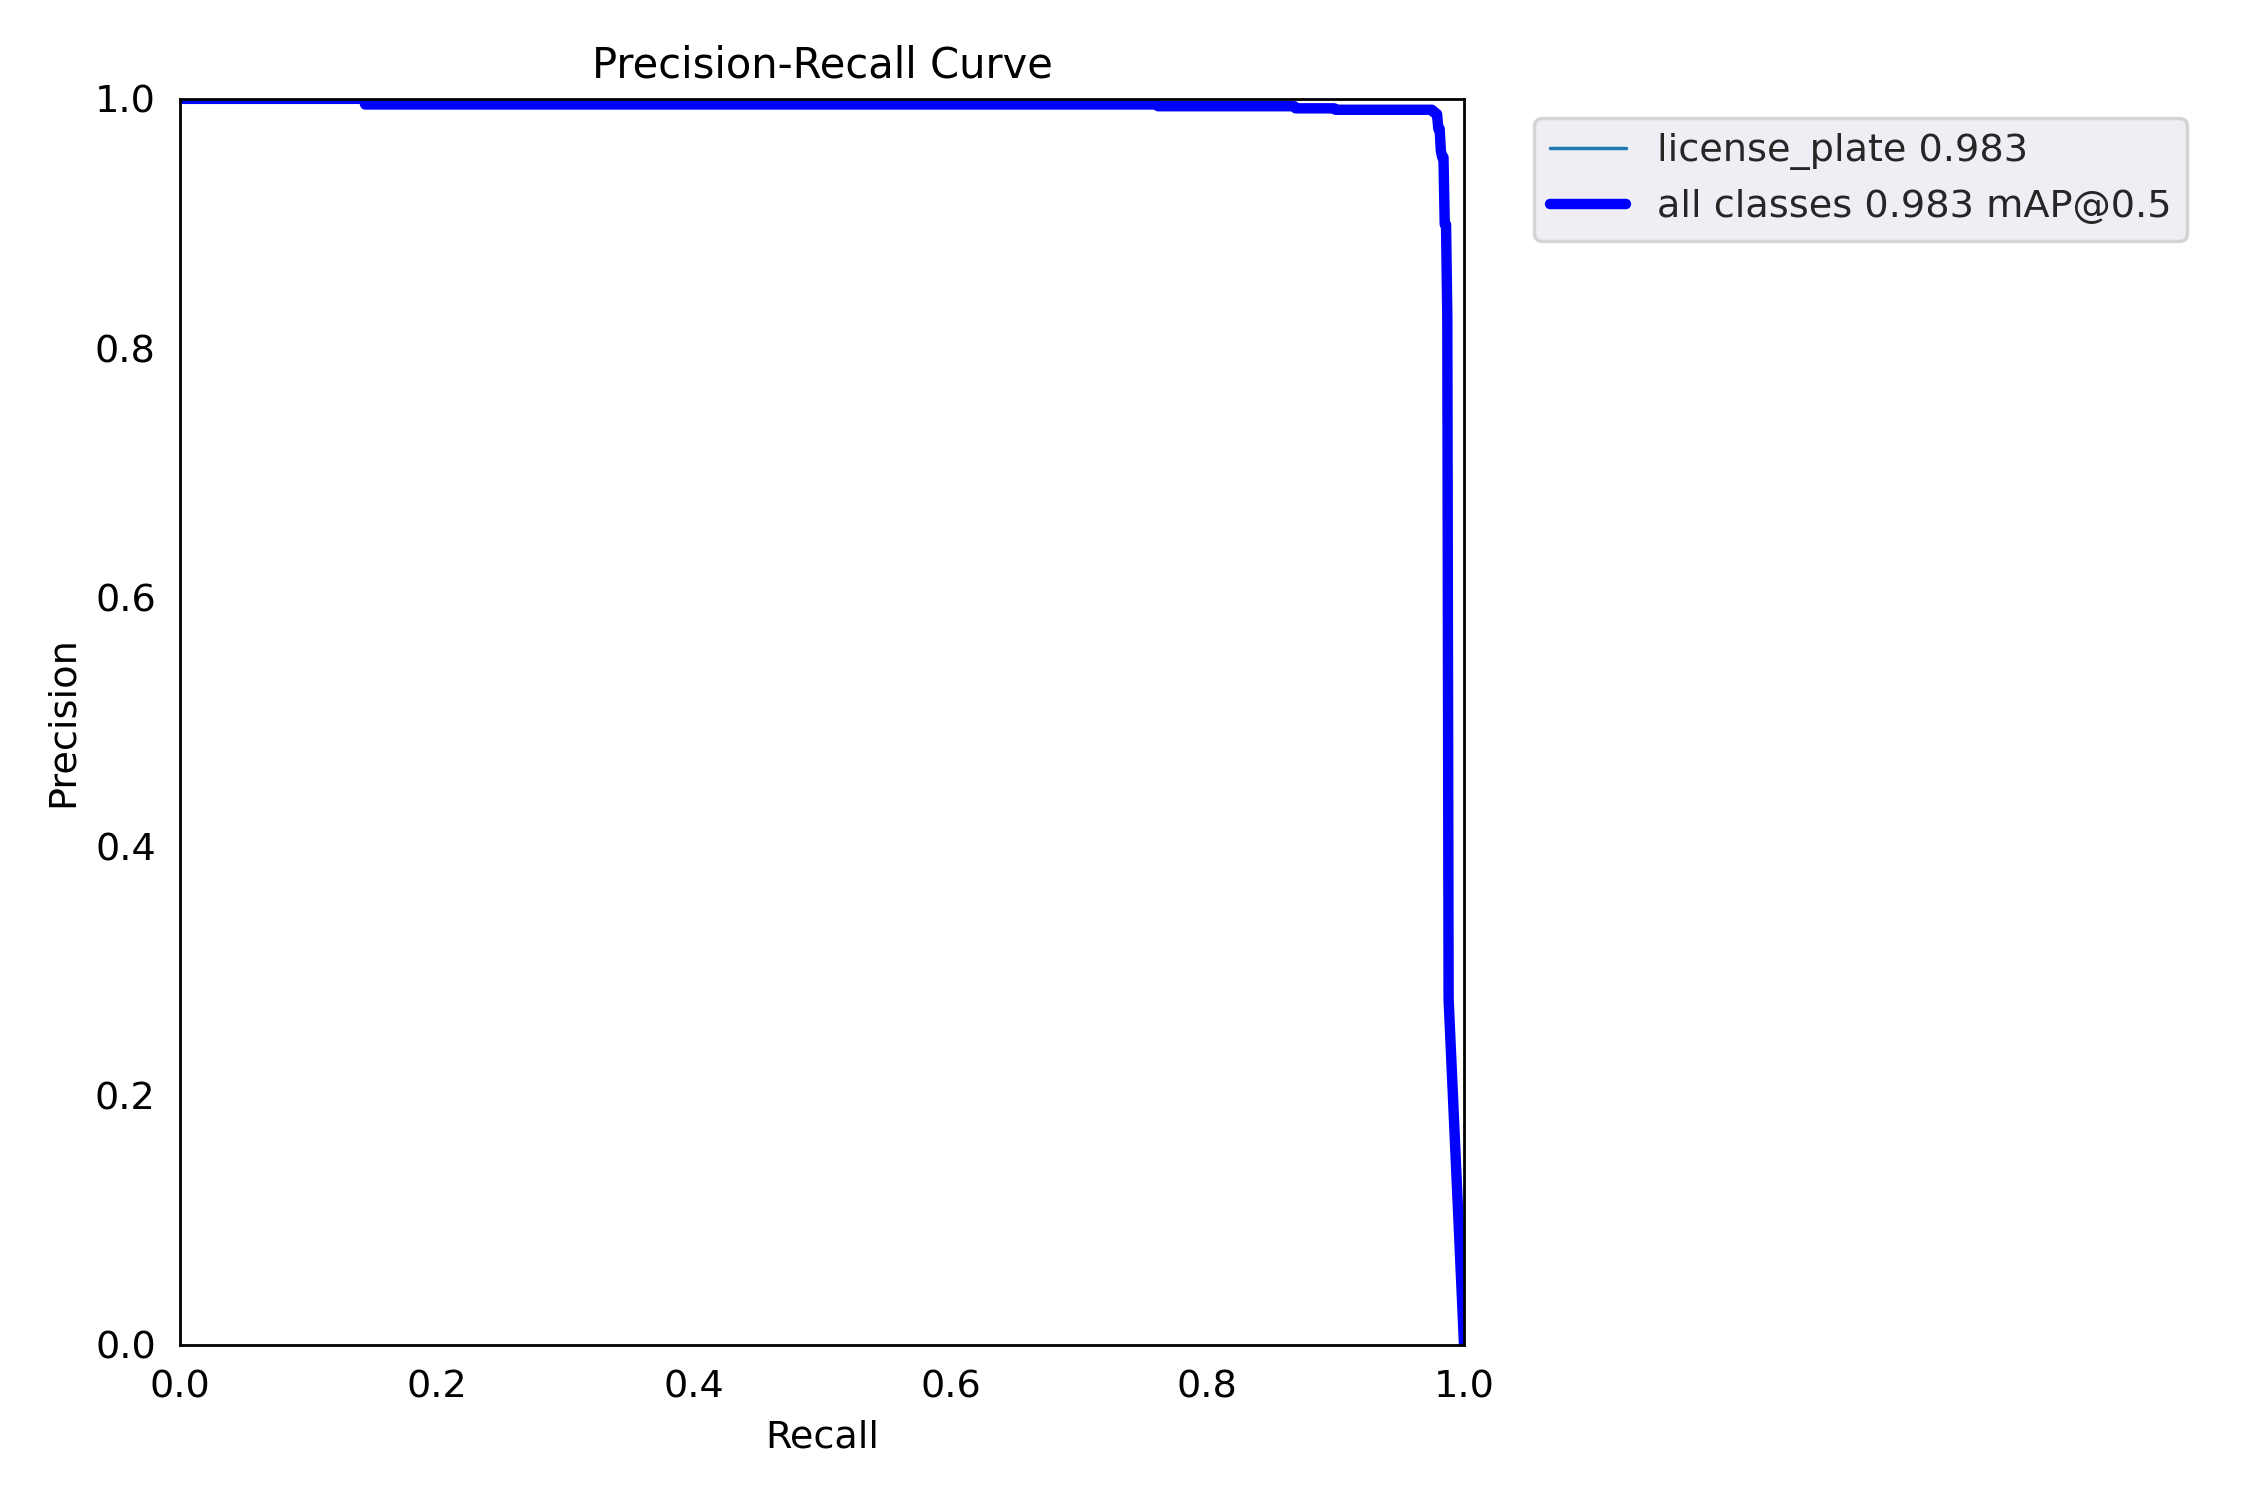 Precision-Recall Curve
license_plate 0.983
all classes 0.983 mAP@0.5
Precision
1.0
0.8
0.6
0.4
0.2
0.0
0.0 0.2 0.4 0.6 0.8 1.0
Recall